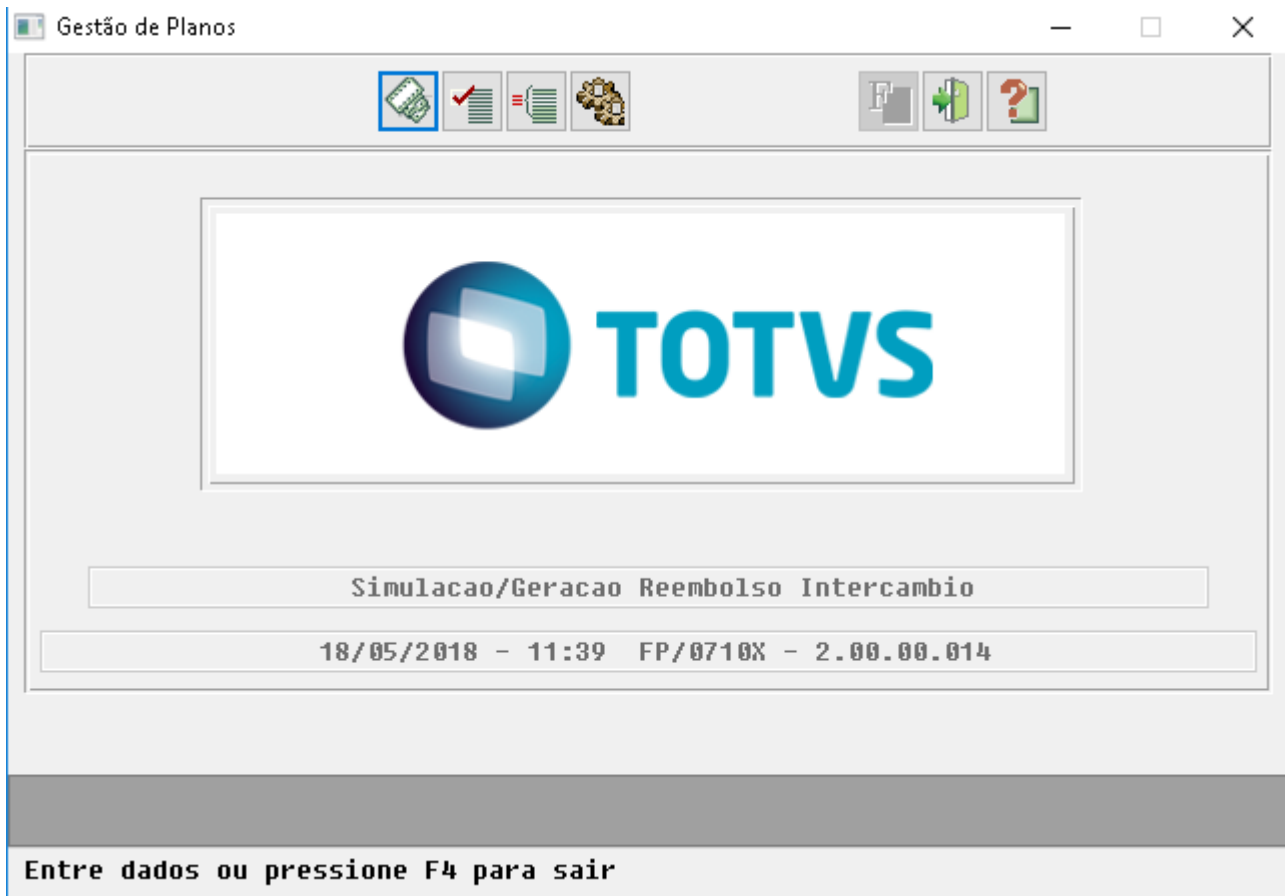 Gestão de Planos
F
?
TOTVS
Simulacao/Geracao Reembolso Intercambio
18/05/2018 - 11:39 FP/0710X - 2.00.00.014
Entre dados ou pressione F4 para sair